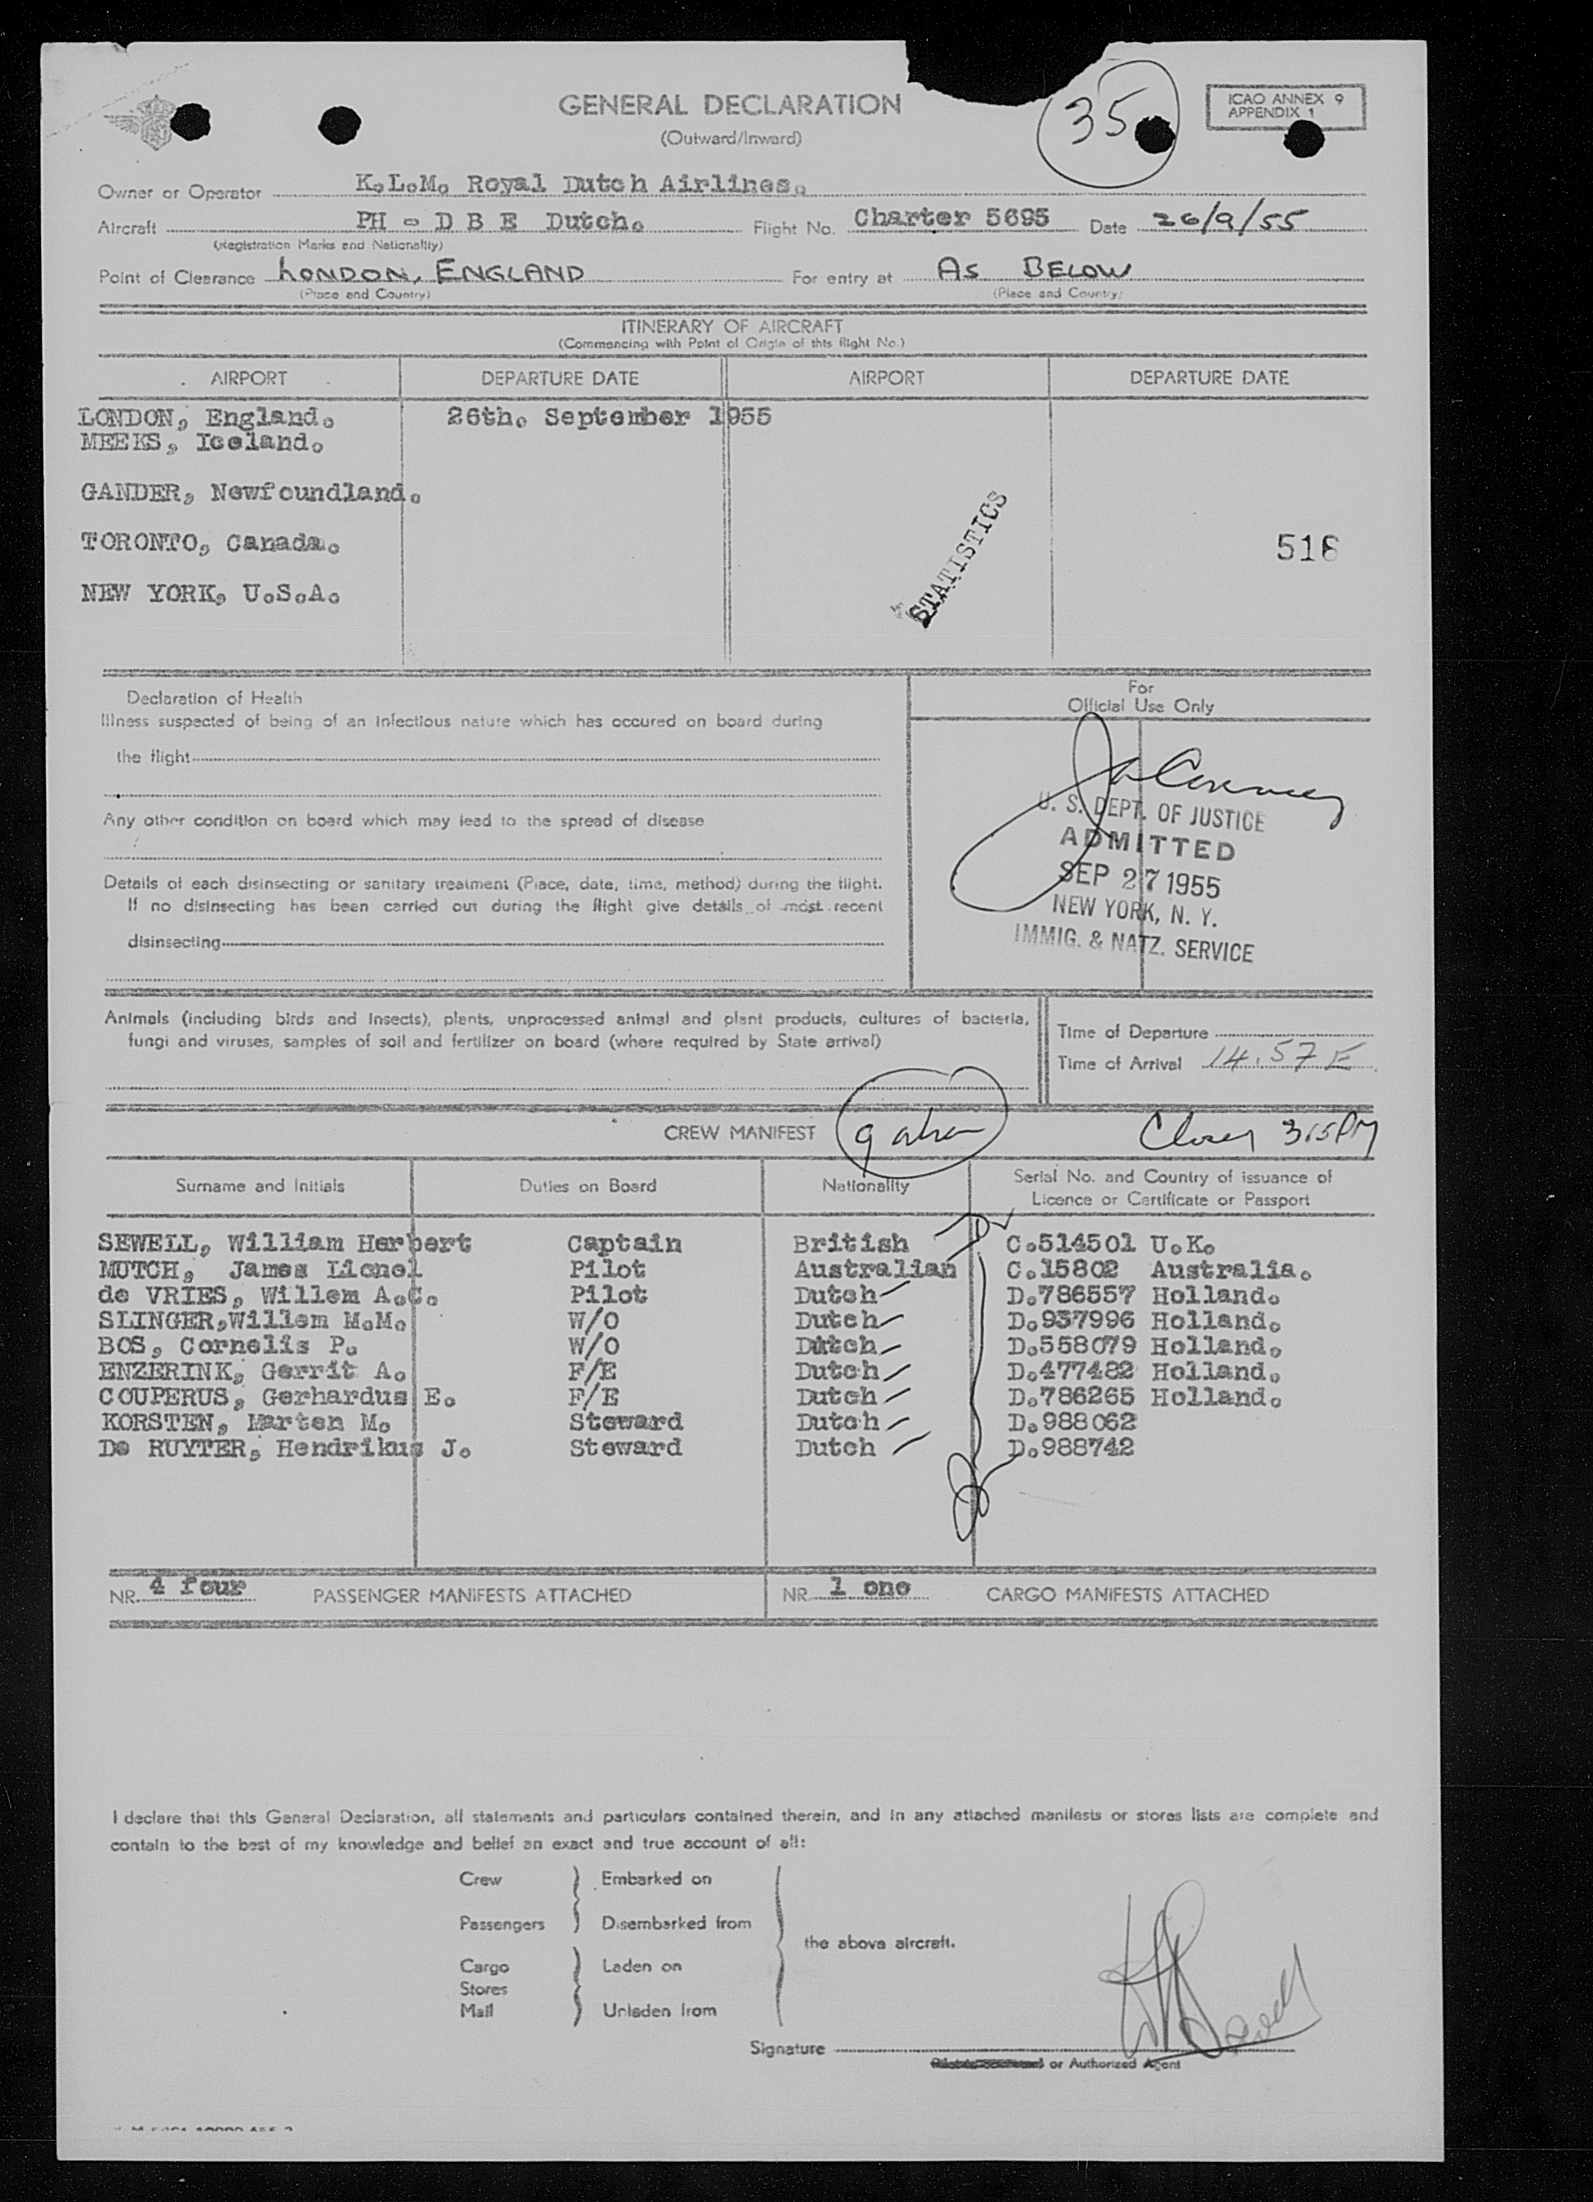 GENERAL DECLARATION
(Outward/Inward)
35
ICAO ANNEX 9
APPENDIX 1
Owner or Operator K.L.M. Royal Dutch Airlines.
Aircraft PH - D B E Dutch. Flight No. Charter 5695 Date 26/9/55
(Registration Marks and Nationality)
Point of Clearance LONDON, ENGLAND For entry at AS BELOW
(Place and Country) (Place and Country)
ITINERARY OF AIRCRAFT
(Commencing with Point of Origin of this flight No.)
AIRPORT DEPARTURE DATE AIRPORT DEPARTURE DATE
LONDON, England. 26th. September 1955
MEEKS, Iceland.
GANDER, Newfoundland.
TORONTO, Canada. 516
NEW YORK, U.S.A.
STATISTICS
Declaration of Health
Illness suspected of being of an infectious nature which has occured on board during
the flight
Any other condition on board which may lead to the spread of disease
Details of each disinsecting or sanitary treatment (Place, date, time, method) during the flight.
If no disinsecting has been carried out during the flight give details of most recent
disinsecting
For
Official Use Only
U. S. DEPT. OF JUSTICE
ADMITTED
SEP 27 1955
NEW YORK, N. Y.
IMMIG. & NATZ. SERVICE
Animals (including birds and insects), plants, unprocessed animal and plant products, cultures of bacteria,
fungi and viruses, samples of soil and fertilizer on board (where required by State arrival)
Time of Departure
Time of Arrival 14.57 E
CREW MANIFEST 9 315PM
Surname and Initials Duties on Board Nationality Serial No. and Country of issuance of
Licence or Certificate or Passport
SEWELL, William Herbert Captain British C.514501 U.K.
MUTCH, James Lionel Pilot Australian C.15802 Australia.
de VRIES, Willem A.C. Pilot Dutch D.786557 Holland.
SLINGER,Willem M.M. W/O Dutch D.937996 Holland.
BOS, Cornelis P. W/O Dutch D.558079 Holland.
ENZERINK, Gerrit A. F/E Dutch D.477482 Holland.
COUPERUS, Gerhardus E. F/E Dutch D.786265 Holland.
KORSTEN, Marten M. Steward Dutch D.988062
De RUYTER, Hendrikus J. Steward Dutch D.988742
NR. 4 four PASSENGER MANIFESTS ATTACHED NR. 1 one CARGO MANIFESTS ATTACHED
I declare that this General Declaration, all statements and particulars contained therein, and in any attached manifests or stores lists are complete and
contain to the best of my knowledge and belief an exact and true account of all:
Crew Embarked on
Passengers Disembarked from
the above aircraft.
Cargo Laden on
Stores
Mail Unladen from
Signature
or Authorized Agent